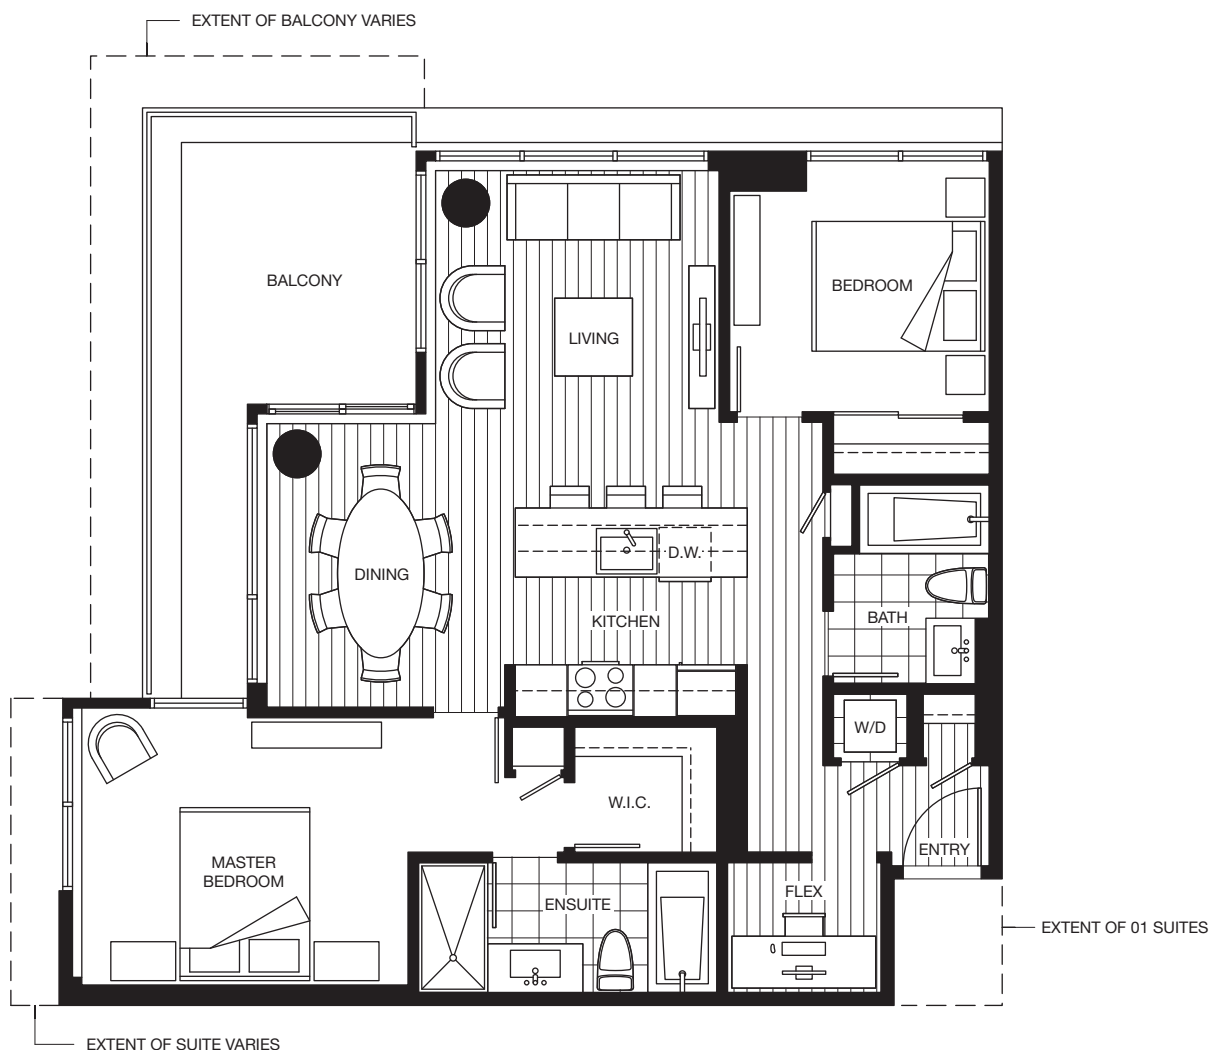 EXTENT OF BALCONY VARIES
BALCONY
BEDROOM
LIVING
D.W.
DINING
KITCHEN
BATH
W/D
W.I.C.
ENTRY
MASTER
BEDROOM
FLEX
ENSUITE
EXTENT OF 01 SUITES
EXTENT OF SUITE VARIES